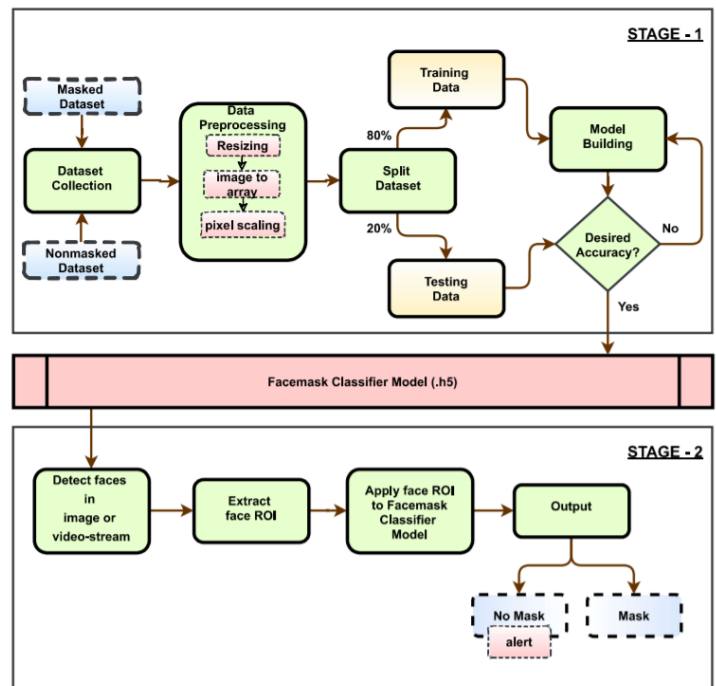 STAGE - 1
Masked
Dataset
Dataset
Collection
Nonmasked
Dataset
Data
Preprocessing
Resizing
image to
array
pixel scaling
Split
Dataset
80%
20%
Training
Data
Testing
Data
Model
Building
Desired
Accuracy?
No
Yes
Facemask Classifier Model (.h5)
STAGE - 2
Detect faces
in
image or
video-stream
Extract
face ROI
Apply face ROI
to Facemask
Classifier
Model
Output
No Mask
alert
Mask